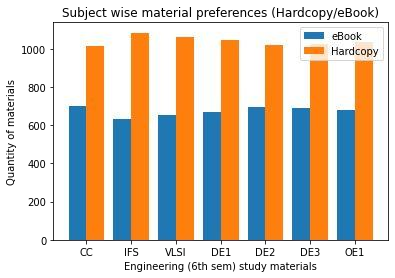 Subject wise material preferences (Hardcopy/eBook)
eBook
Hardcopy
Quantity of materials
1000
800
600
400
200
0
CC IFS VLSI DE1 DE2 DE3 OE1
Engineering (6th sem) study materials